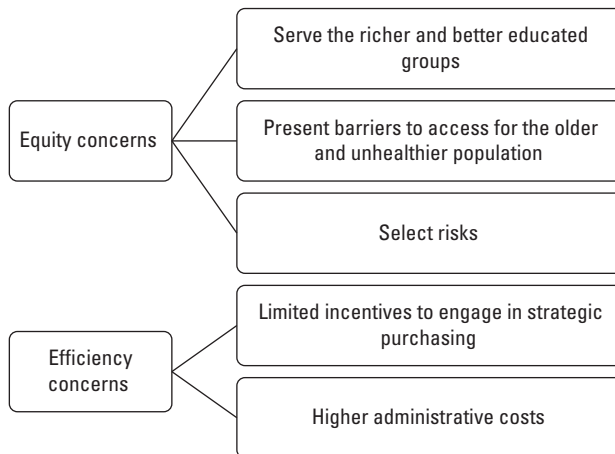 Equity concerns
Serve the richer and better educated
groups
Present barriers to access for the older
and unhealthier population
Select risks
Efficiency
concerns
Limited incentives to engage in strategic
purchasing
Higher administrative costs